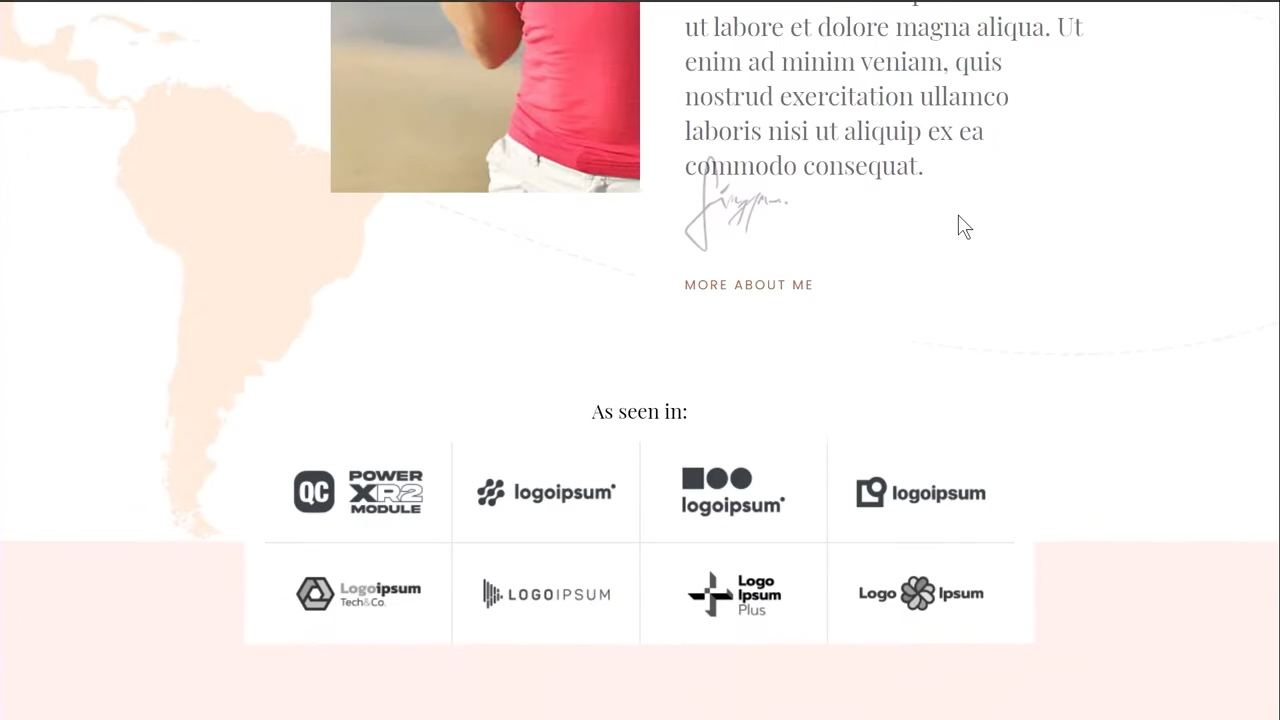 ut labore et dolore magna aliqua. Ut
enim ad minim veniam, quis
nostrud exercitation ullamco
laboris nisi ut aliquip ex ea
commodo consequat.
MORE ABOUT ME
As seen in:
QC POWER XR2 MODULE
logoipsum
logoipsum
logoipsum
Logoipsum Tech&Co.
LOGOIPSUM
Logo Ipsum Plus
Logo Ipsum